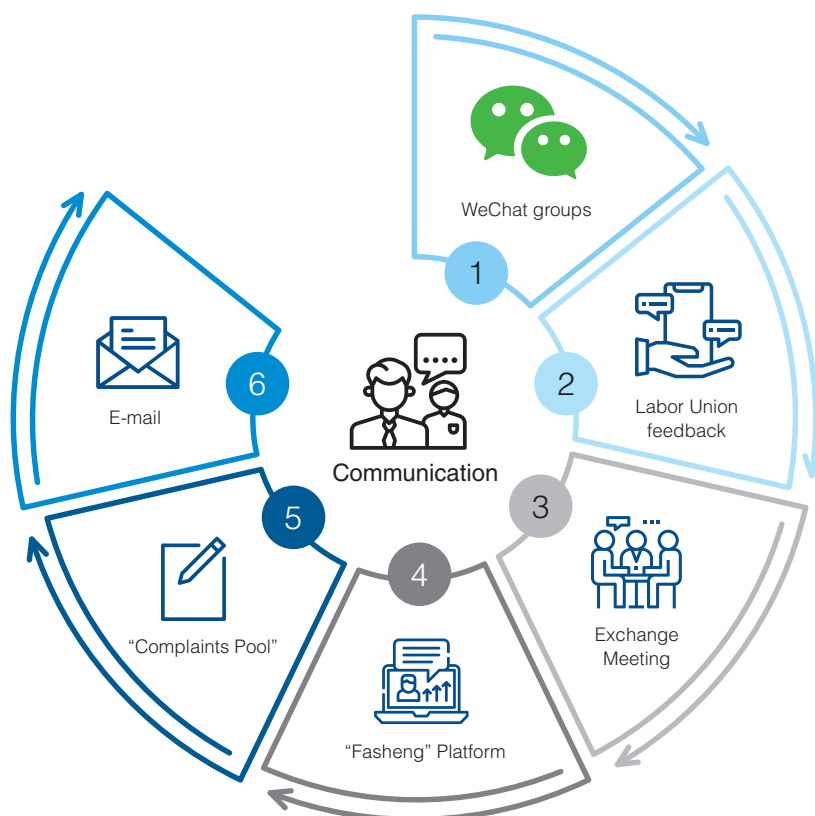 WeChat groups
1
2
Labor Union
feedback
3
Exchange
Meeting
4
"Fasheng" Platform
5
“Complaints Pool”
6
E-mail
Communication